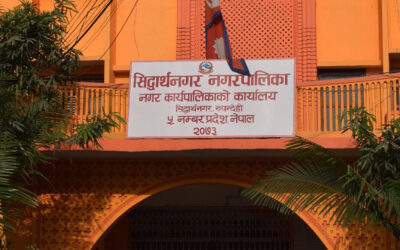 सिद्धार्थनगर नगरपालिका
नगर कार्यपालिकाको कार्यालय
सिद्धार्थनगर, रुपन्देही
५ नम्बर प्रदेश नेपाल
२०७३